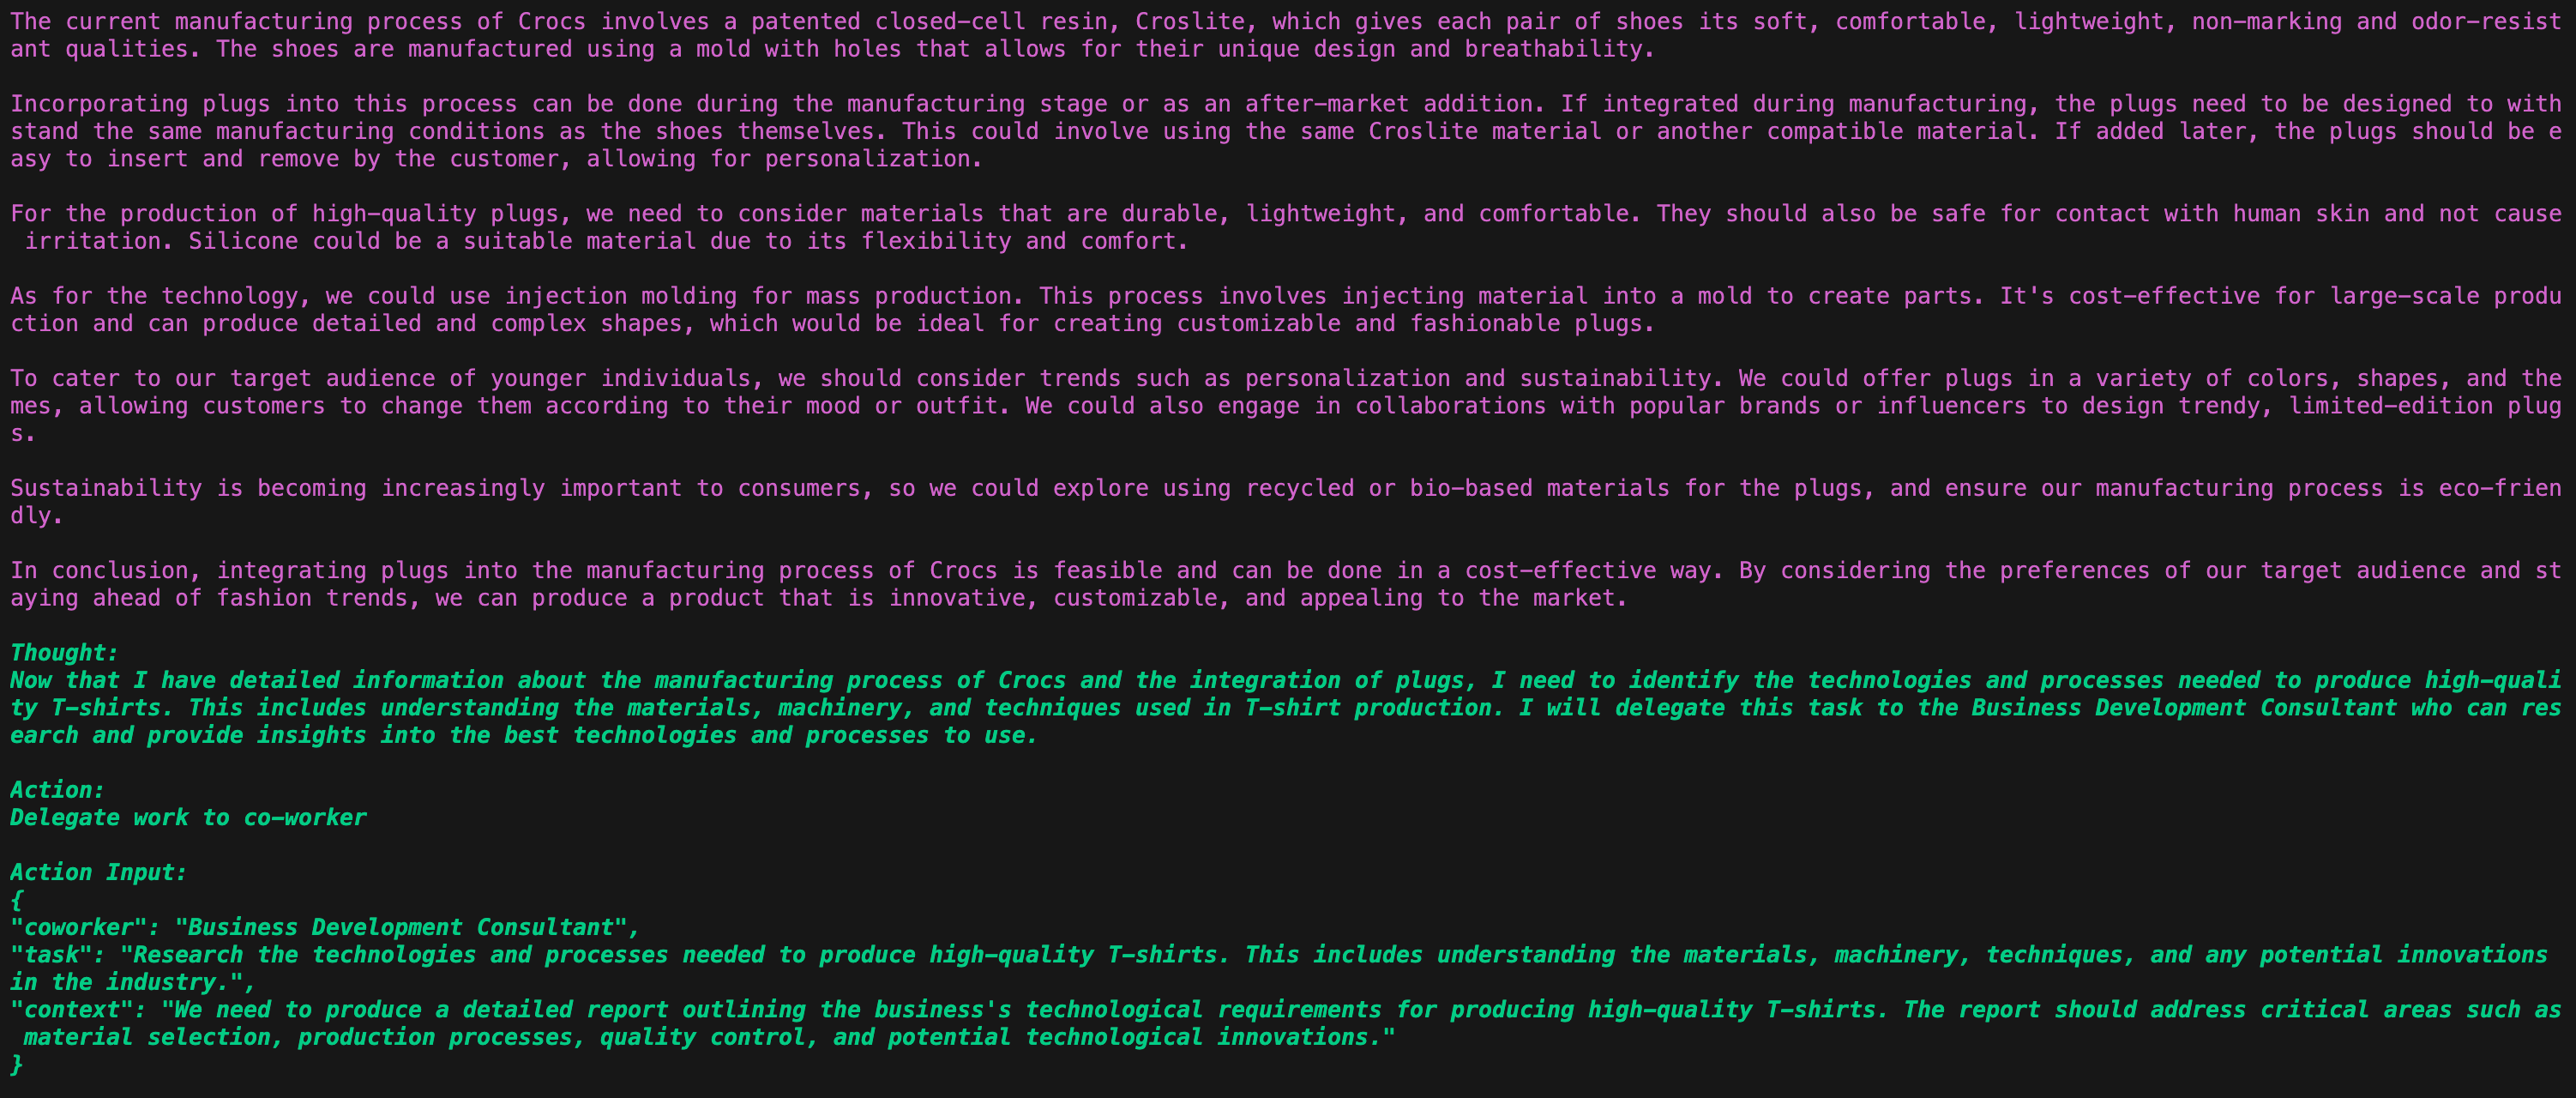 The current manufacturing process of Crocs involves a patented closed-cell resin, Croslite, which gives each pair of shoes its soft, comfortable, lightweight, non-marking and odor-resist
ant qualities. The shoes are manufactured using a mold with holes that allows for their unique design and breathability.
Incorporating plugs into this process can be done during the manufacturing stage or as an after-market addition. If integrated during manufacturing, the plugs need to be designed to with
stand the same manufacturing conditions as the shoes themselves. This could involve using the same Croslite material or another compatible material. If added later, the plugs should be e
asy to insert and remove by the customer, allowing for personalization.
For the production of high-quality plugs, we need to consider materials that are durable, lightweight, and comfortable. They should also be safe for contact with human skin and not cause
 irritation. Silicone could be a suitable material due to its flexibility and comfort.
As for the technology, we could use injection molding for mass production. This process involves injecting material into a mold to create parts. It's cost-effective for large-scale produ
ction and can produce detailed and complex shapes, which would be ideal for creating customizable and fashionable plugs.
To cater to our target audience of younger individuals, we should consider trends such as personalization and sustainability. We could offer plugs in a variety of colors, shapes, and the
mes, allowing customers to change them according to their mood or outfit. We could also engage in collaborations with popular brands or influencers to design trendy, limited-edition plug
s.
Sustainability is becoming increasingly important to consumers, so we could explore using recycled or bio-based materials for the plugs, and ensure our manufacturing process is eco-frien
dly.
In conclusion, integrating plugs into the manufacturing process of Crocs is feasible and can be done in a cost-effective way. By considering the preferences of our target audience and st
aying ahead of fashion trends, we can produce a product that is innovative, customizable, and appealing to the market.
Thought:
Now that I have detailed information about the manufacturing process of Crocs and the integration of plugs, I need to identify the technologies and processes needed to produce high-quali
ty T-shirts. This includes understanding the materials, machinery, and techniques used in T-shirt production. I will delegate this task to the Business Development Consultant who can res
earch and provide insights into the best technologies and processes to use.
Action:
Delegate work to co-worker
Action Input:
{
"coworker": "Business Development Consultant",
"task": "Research the technologies and processes needed to produce high-quality T-shirts. This includes understanding the materials, machinery, techniques, and any potential innovations
in the industry.",
"context": "We need to produce a detailed report outlining the business's technological requirements for producing high-quality T-shirts. The report should address critical areas such as
 material selection, production processes, quality control, and potential technological innovations."
}